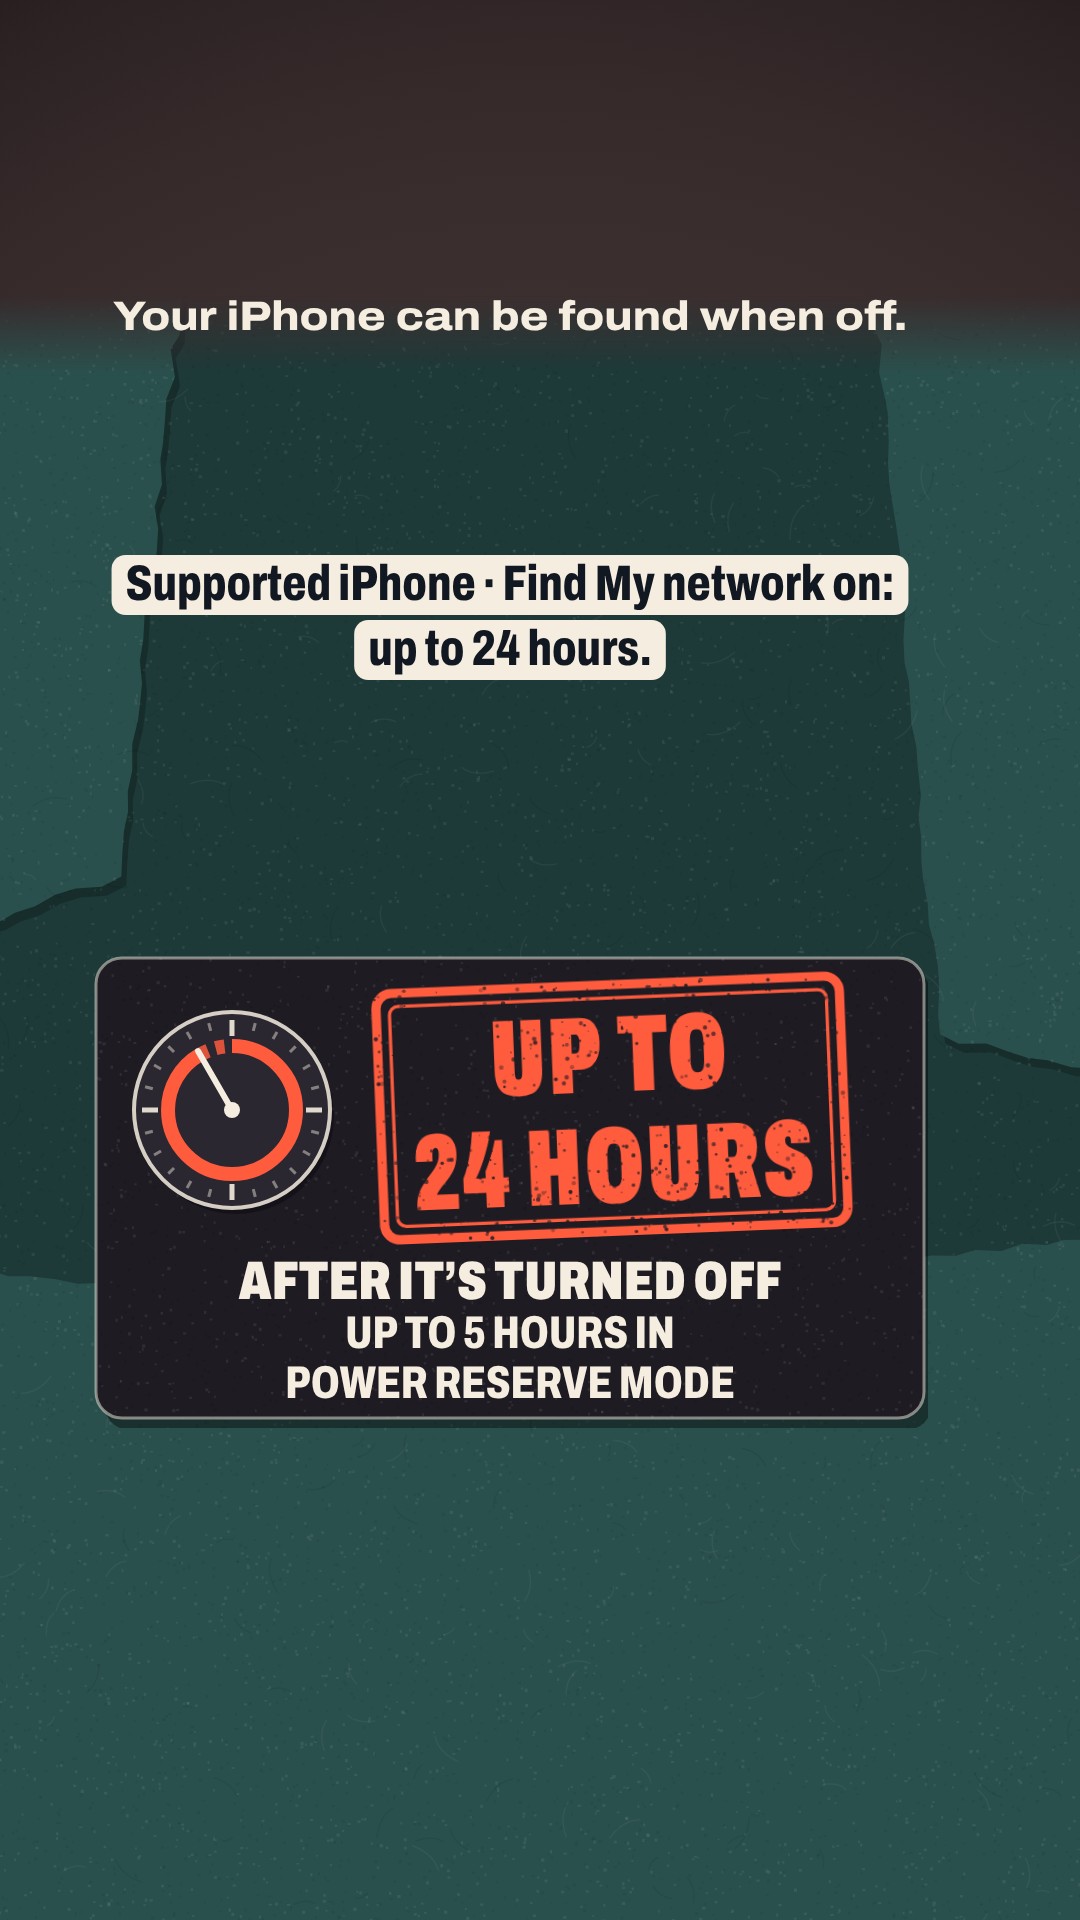 Your iPhone can be found when off.
Supported iPhone · Find My network on:
up to 24 hours.
UP TO
24 HOURS
AFTER IT’S TURNED OFF
UP TO 5 HOURS IN
POWER RESERVE MODE